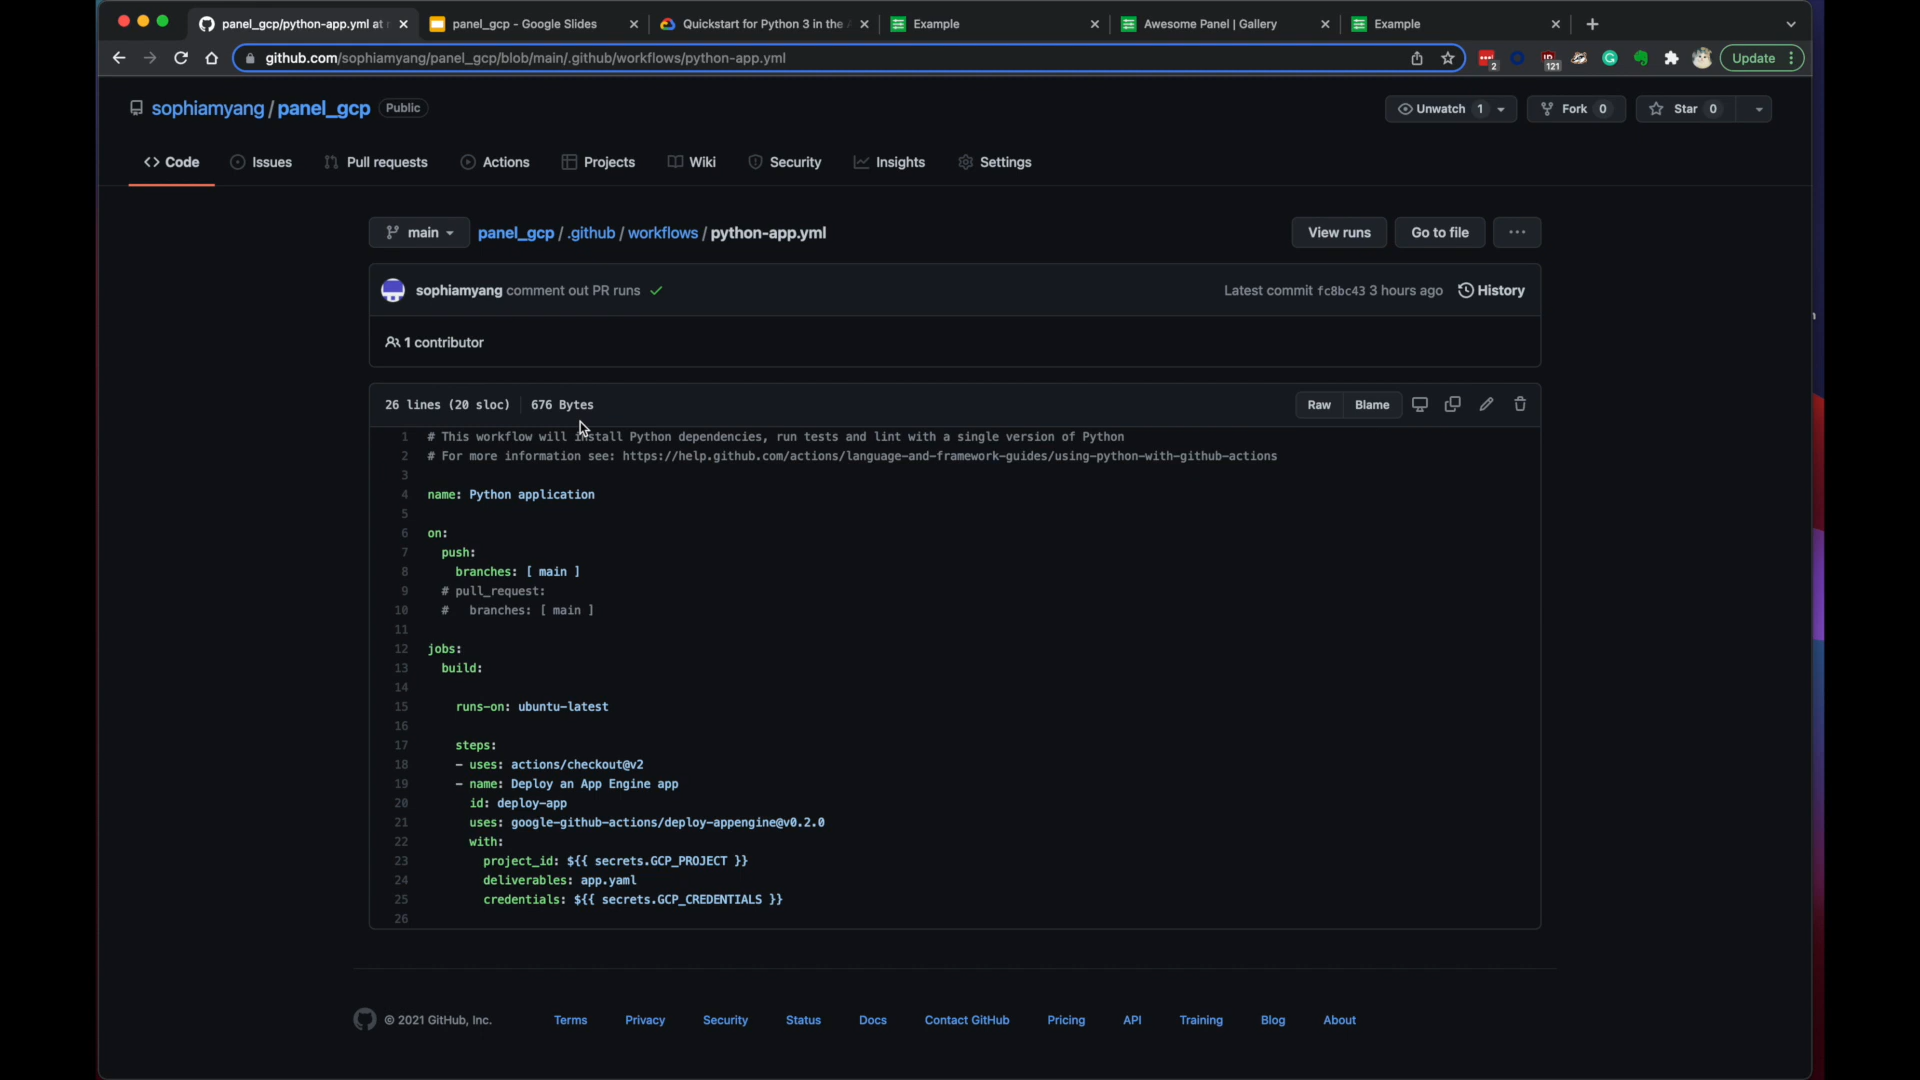 panel_gcp/python-app.yml at
panel_gcp - Google Slides
Quickstart for Python 3 in the
Example
Awesome Panel | Gallery
Example
github.com/sophiamyang/panel_gcp/blob/main/.github/workflows/python-app.yml
2
121
Update
sophiamyang / panel_gcp Public
Unwatch 1
Fork 0
Star 0
<> Code
Issues
Pull requests
Actions
Projects
Wiki
Security
Insights
Settings
main
panel_gcp / .github / workflows / python-app.yml
View runs
Go to file
...
sophiamyang comment out PR runs
Latest commit fc8bc43 3 hours ago
History
1 contributor
26 lines (20 sloc) 676 Bytes
Raw
Blame
1 # This workflow will install Python dependencies, run tests and lint with a single version of Python
2 # For more information see: https://help.github.com/actions/language-and-framework-guides/using-python-with-github-actions
3
4 name: Python application
5
6 on:
7 push:
8 branches: [ main ]
9 # pull_request:
10 # branches: [ main ]
11
12 jobs:
13 build:
14
15 runs-on: ubuntu-latest
16
17 steps:
18 - uses: actions/checkout@v2
19 - name: Deploy an App Engine app
20 id: deploy-app
21 uses: google-github-actions/deploy-appengine@v0.2.0
22 with:
23 project_id: ${{ secrets.GCP_PROJECT }}
24 deliverables: app.yaml
25 credentials: ${{ secrets.GCP_CREDENTIALS }}
26
© 2021 GitHub, Inc.
Terms
Privacy
Security
Status
Docs
Contact GitHub
Pricing
API
Training
Blog
About